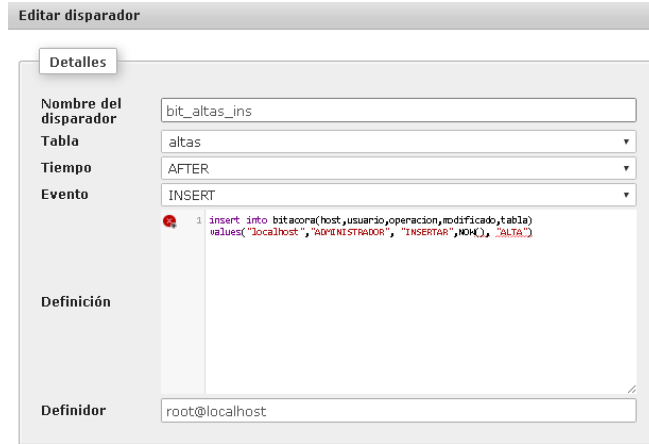 Editar disparador
Detalles
Nombre del disparador
bit_altas_ins
Tabla
altas
Tiempo
AFTER
Evento
INSERT
1 insert into bitacora(host,usuario,operacion,modificado,tabla)
values("localhost","ADMINISTRADOR", "INSERTAR",NOW(), "ALTA")
Definición
Definidor
root@localhost